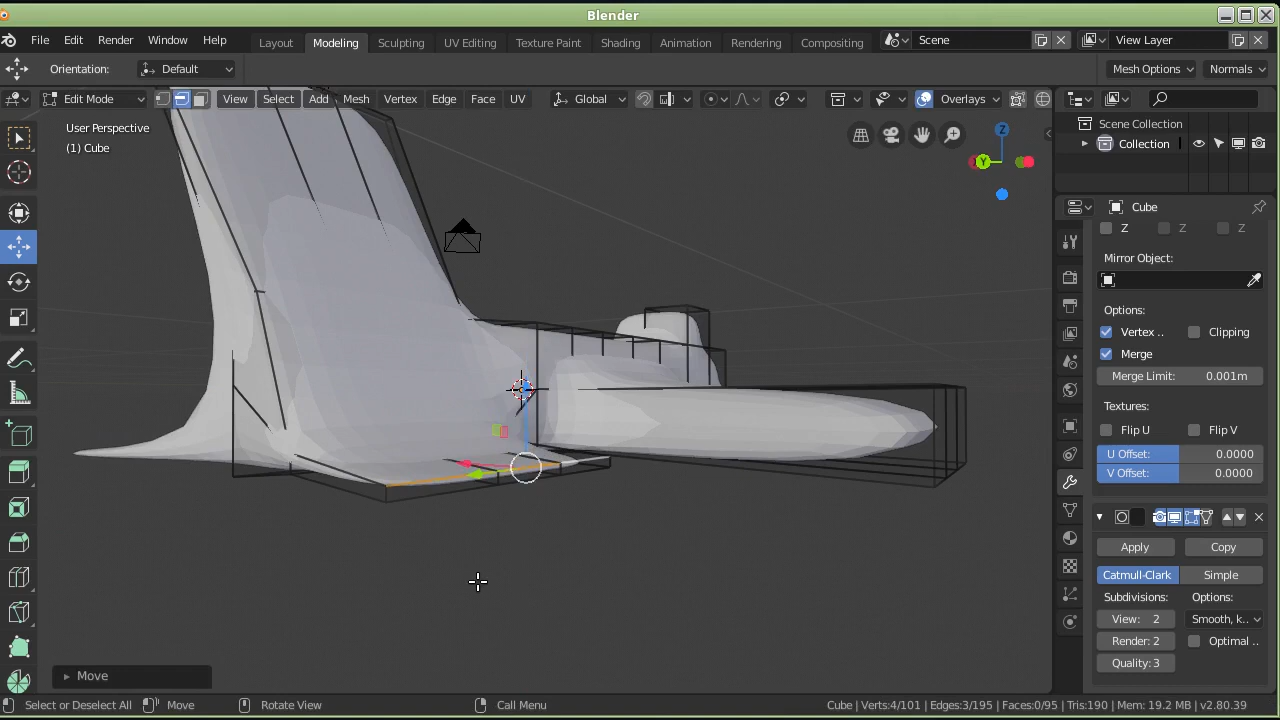 Blender
File Edit Render Window Help Layout Modeling Sculpting UV Editing Texture Paint Shading Animation Rendering Compositing Scene View Layer
Orientation: Default Mesh Options Normals
Edit Mode View Select Add Mesh Vertex Edge Face UV Global Overlays
User Perspective
(1) Cube
Z
Y
Scene Collection
Collection
Cube
Z Z Z
Mirror Object:
Options:
Vertex .. Clipping
Merge
Merge Limit: 0.001m
Textures:
Flip U Flip V
U Offset: 0.0000
V Offset: 0.0000
Apply Copy
Catmull-Clark Simple
Subdivisions: Options:
View: 2 Smooth, k..
Render: 2 Optimal ..
Quality: 3
Move
Select or Deselect All Move Rotate View Call Menu Cube | Verts:4/101 | Edges:3/195 | Faces:0/95 | Tris:190 | Mem: 19.2 MB | v2.80.39